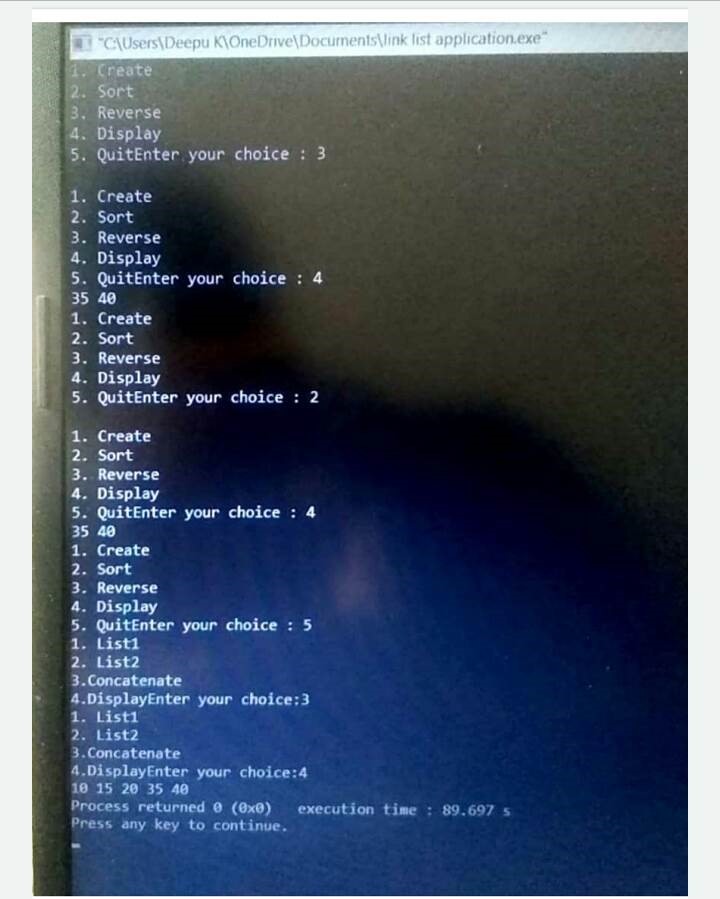 "C:\Users\Deepu K\OneDrive\Documents\link list application.exe"
1. Create
2. Sort
3. Reverse
4. Display
5. QuitEnter your choice : 3
1. Create
2. Sort
3. Reverse
4. Display
5. QuitEnter your choice : 4
35 40
1. Create
2. Sort
3. Reverse
4. Display
5. QuitEnter your choice : 2
1. Create
2. Sort
3. Reverse
4. Display
5. QuitEnter your choice : 4
35 40
1. Create
2. Sort
3. Reverse
4. Display
5. QuitEnter your choice : 5
1. List1
2. List2
3.Concatenate
4.DisplayEnter your choice:3
1. List1
2. List2
3.Concatenate
4.DisplayEnter your choice:4
10 15 20 35 40
Process returned 0 (0x0)   execution time : 89.697 s
Press any key to continue.